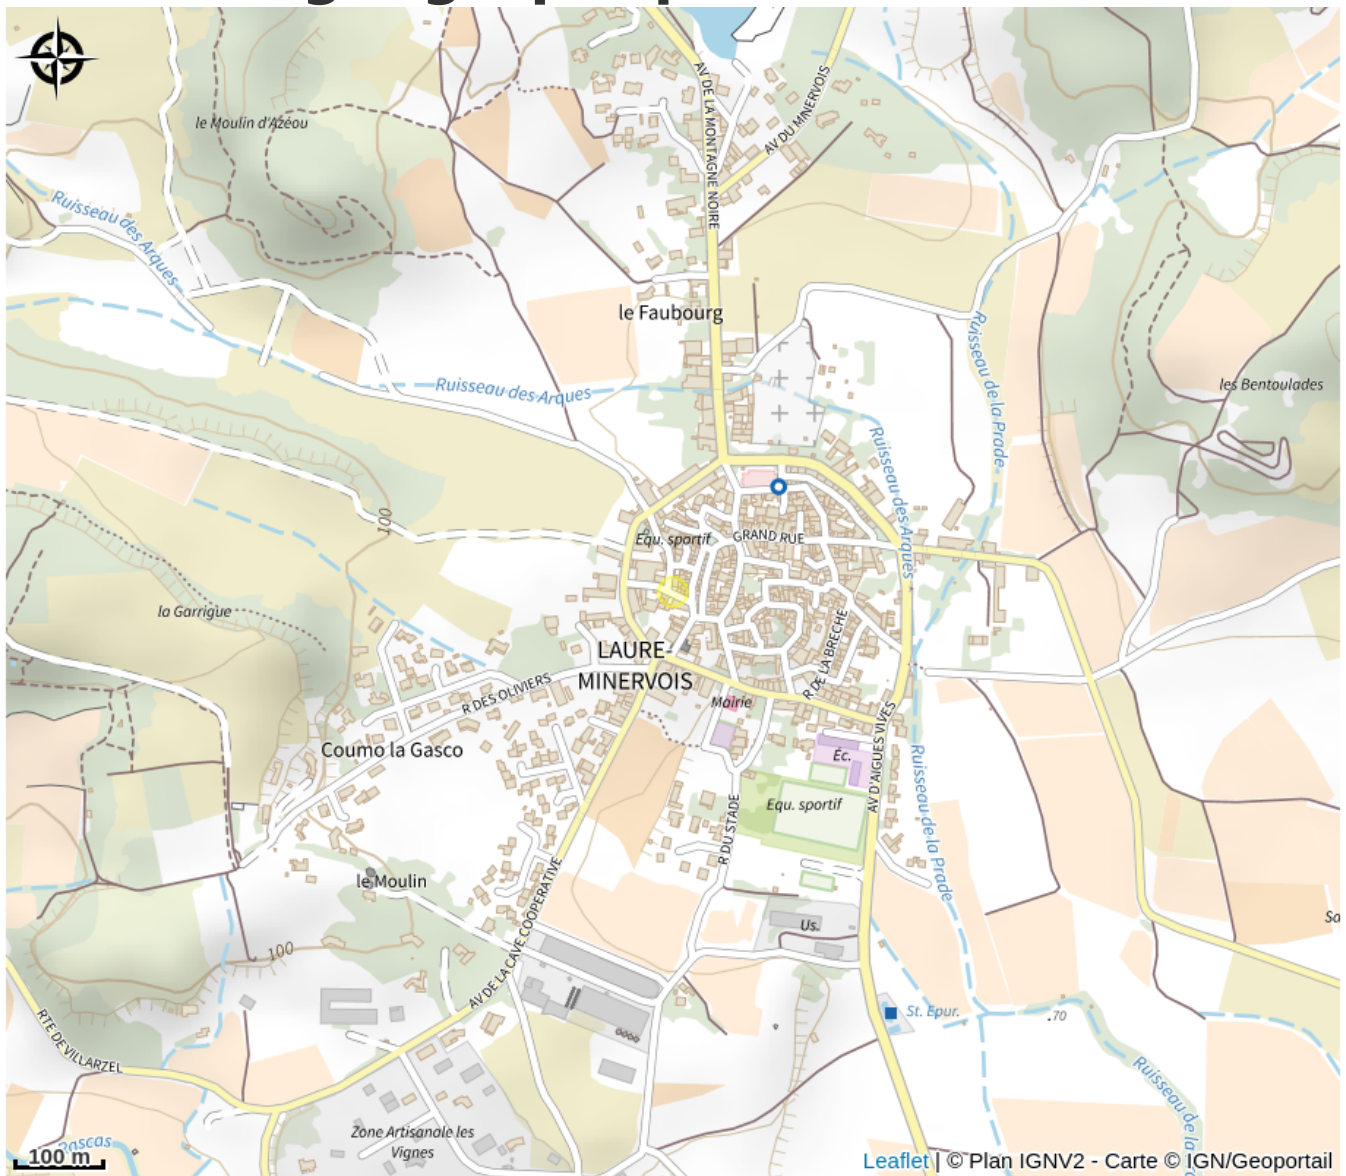 AV DE LA MONTAGNE NOIRE
AV DU MINERVOIS
le Moulin d'Azéou
Ruisseau des Arques
le Faubourg
Ruisseau de la Prade
Ruisseau des Arques
les Bentoulades
Ruisseau des Arques
100
Equ. sportif
GRAND RUE
la Garrigue
LAURE-
MINERVOIS
R DE LA BRECHE
R DES OLIVIERS
Mairie
Coumo la Gasco
AV D'AIGUES VIVES
Éc.
Equ. sportif
R DU STADE
Ruisseau de la Prade
le Moulin
AV DE LA CAVE COOPERATIVE
Us.
So
100
St. Epur.
.70
RTE DE VILLARZEL
Ruisseau de la
Zone Artisanale les
Vignes
100 m
Leaflet | © Plan IGNV2 - Carte © IGN/Geoportail